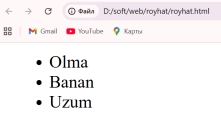 Файл D:/soft/web/royhat/royhat.html
Gmail YouTube Карты
• Olma
• Banan
• Uzum